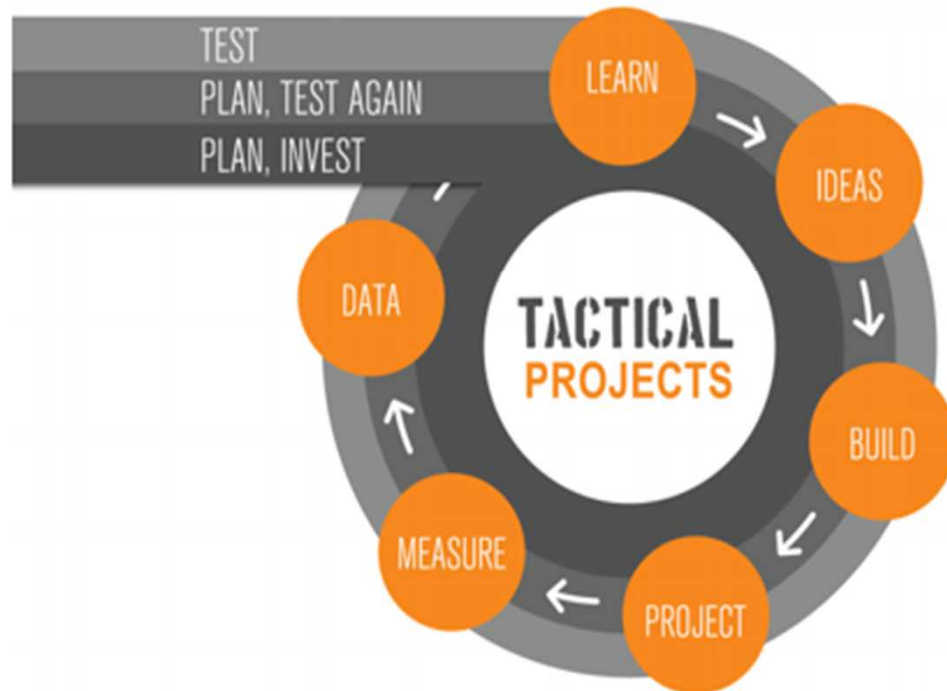 TEST
PLAN, TEST AGAIN
PLAN, INVEST
LEARN
IDEAS
BUILD
PROJECT
MEASURE
DATA
TACTICAL
PROJECTS